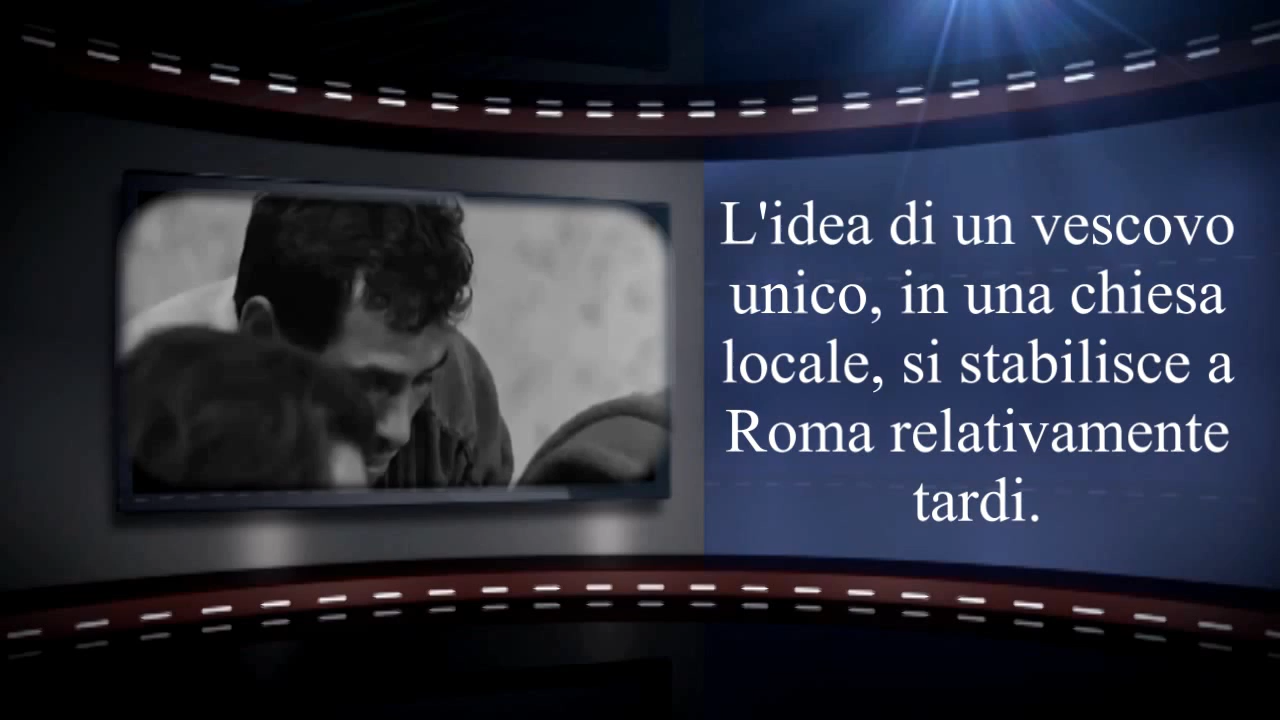 L'idea di un vescovo
unico, in una chiesa
locale, si stabilisce a
Roma relativamente
tardi.